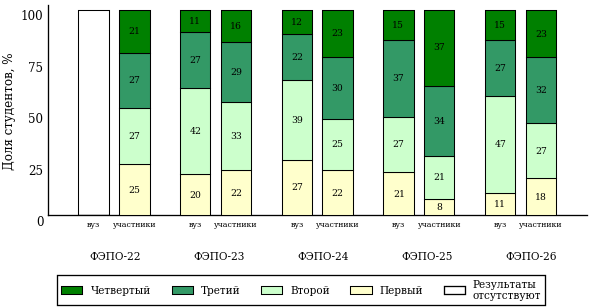 Доля студентов, %
100
75
50
25
0
21 27 27 25
11 27 42 20
16 29 33 22
12 22 39 27
23 30 25 22
15 37 27 21
37 34 21 8
15 27 47 11
23 32 27 18
вуз участники вуз участники вуз участники вуз участники вуз участники
ФЭПО-22 ФЭПО-23 ФЭПО-24 ФЭПО-25 ФЭПО-26
Четвертый Третий Второй Первый Результаты
отсутствуют